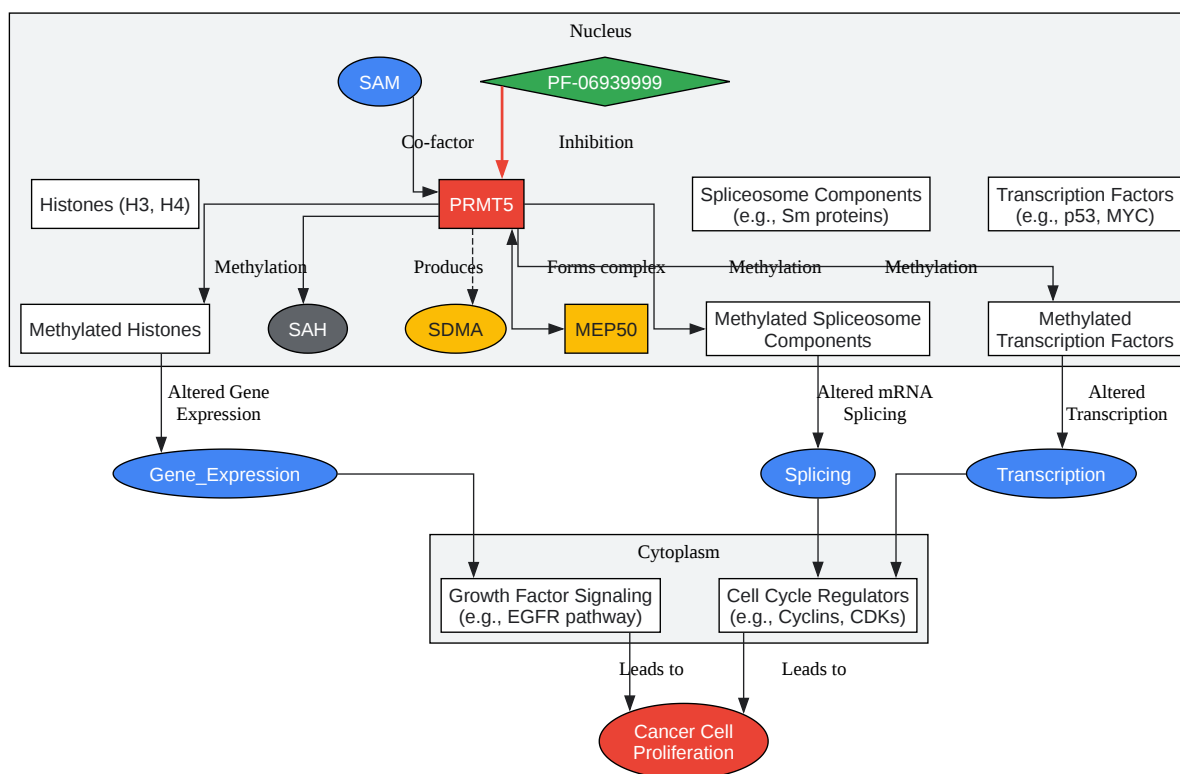 Nucleus
SAM
PF-06939999
Co-factor
Inhibition
Histones (H3, H4)
PRMT5
Spliceosome Components
(e.g., Sm proteins)
Transcription Factors
(e.g., p53, MYC)
Methylation
Produces
Forms complex
Methylation
Methylation
Methylated Histones
SAH
SDMA
MEP50
Methylated Spliceosome
Components
Methylated
Transcription Factors
Altered Gene
Expression
Altered mRNA
Splicing
Altered
Transcription
Gene_Expression
Splicing
Transcription
Cytoplasm
Growth Factor Signaling
(e.g., EGFR pathway)
Cell Cycle Regulators
(e.g., Cyclins, CDKs)
Leads to
Leads to
Cancer Cell
Proliferation